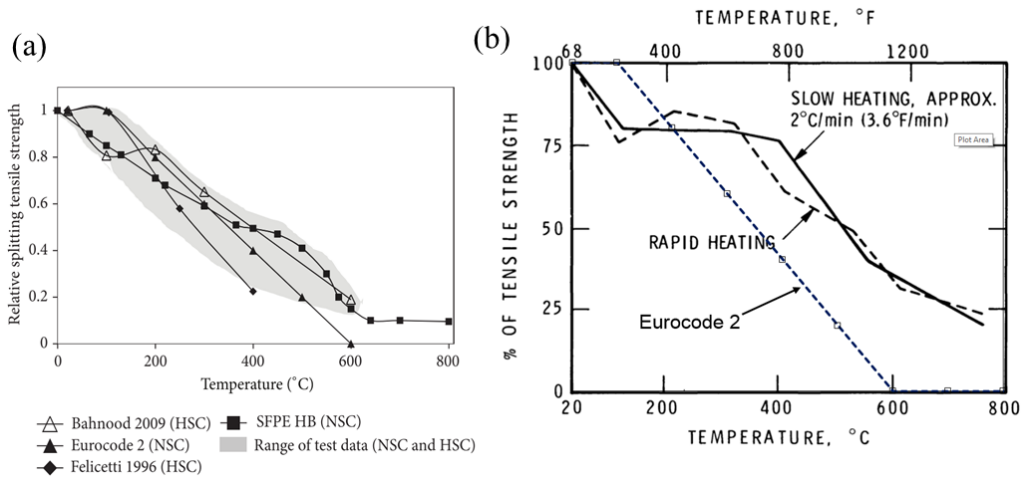 (a)
Relative splitting tensile strength
1
0.8
0.6
0.4
0.2
0
0 200 400 600 800
Temperature (˚C)
Bahnood 2009 (HSC)
Eurocode 2 (NSC)
Felicetti 1996 (HSC)
SFPE HB (NSC)
Range of test data (NSC and HSC)
(b)
TEMPERATURE, °F
68 400 800 1200
% OF TENSILE STRENGTH
100
75
50
25
0
SLOW HEATING, APPROX.
2°C/min (3.6°F/min)
Plot Area
RAPID HEATING
Eurocode 2
20 200 400 600 800
TEMPERATURE, °C